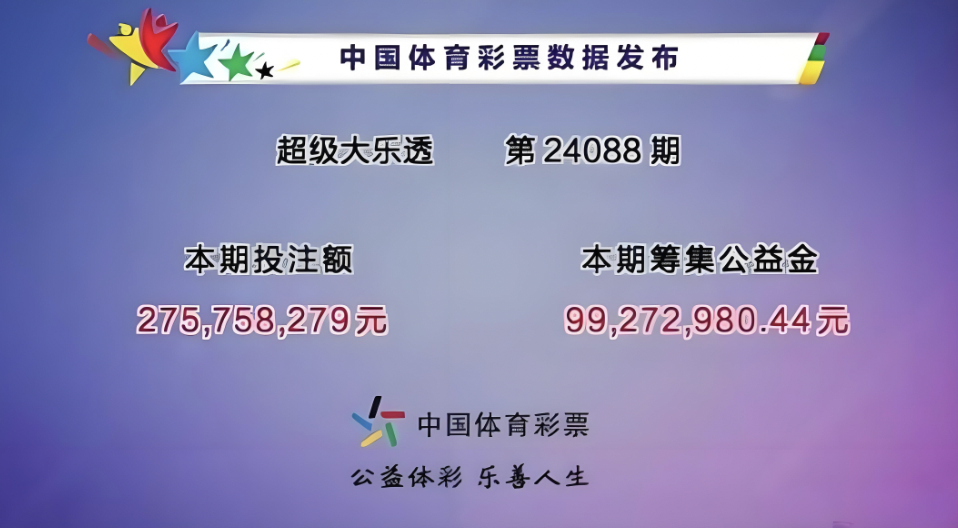 中国体育彩票数据发布
超级大乐透 第 24088 期
本期投注额 本期筹集公益金
275,758,279元 99,272,980.44元
中国体育彩票
公益体彩 乐善人生